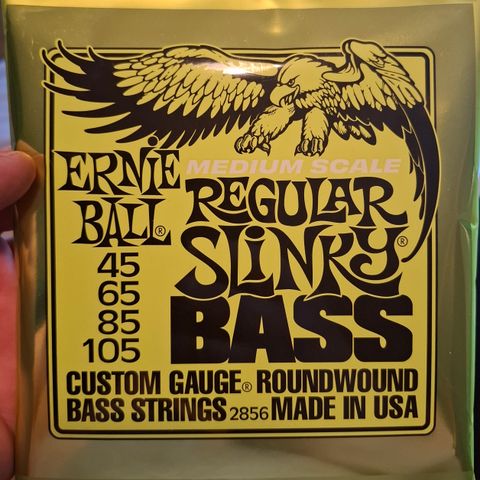 MEDIUM SCALE
ERNIE BALL®
REGULAR SLINKY® BASS
45
65
85
105
CUSTOM GAUGE® ROUNDWOUND
BASS STRINGS 2856 MADE IN USA